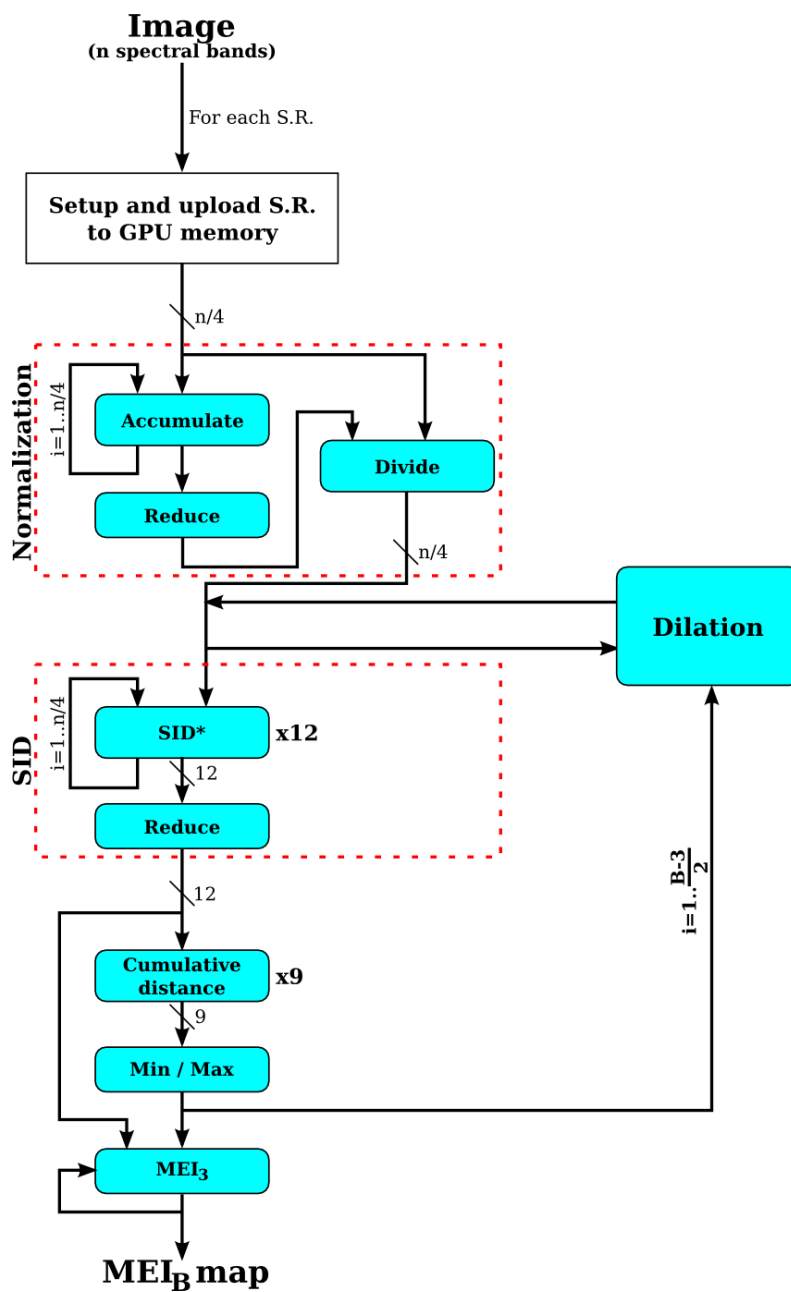 Image
(n spectral bands)
For each S.R.
Setup and upload S.R.
to GPU memory
n/4
Normalization
i=1..n/4
Accumulate
Divide
Reduce
n/4
Dilation
SID
i=1..n/4
SID*
x12
12
Reduce
12
i=1..B-3/2
Cumulative
distance
x9
9
Min / Max
MEI3
MEIB map